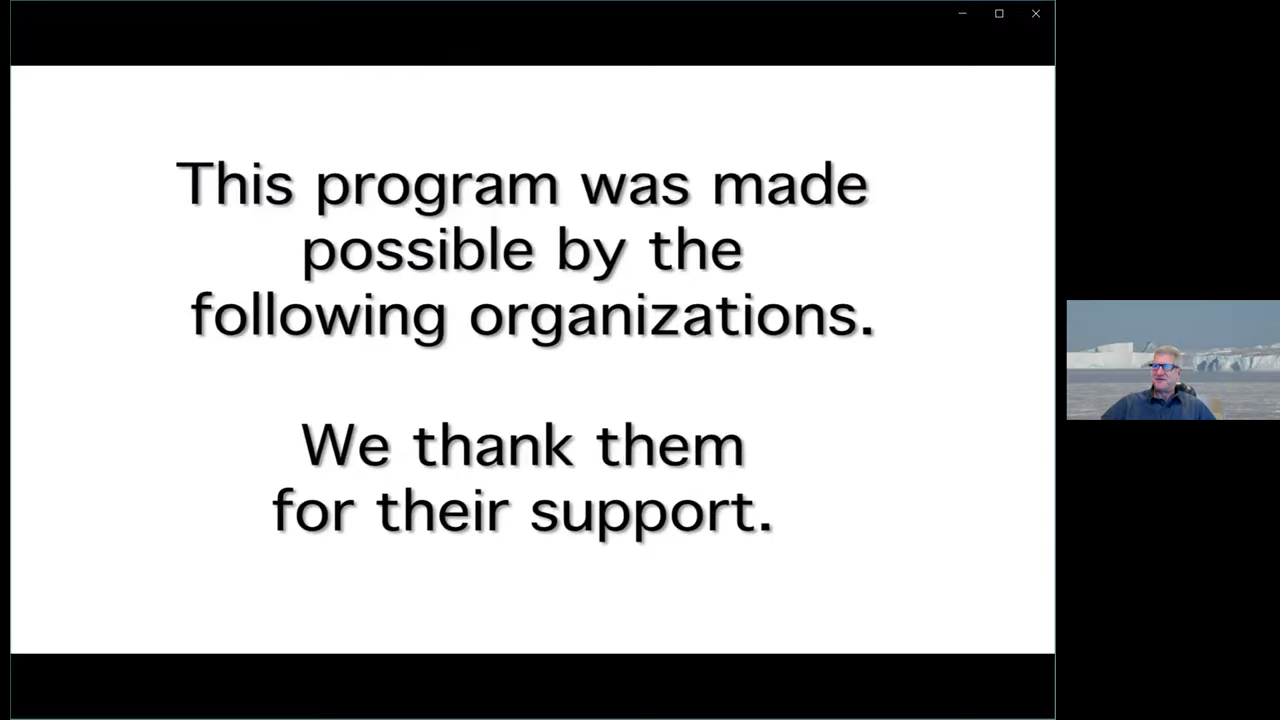 This program was made
possible by the
following organizations.
We thank them
for their support.